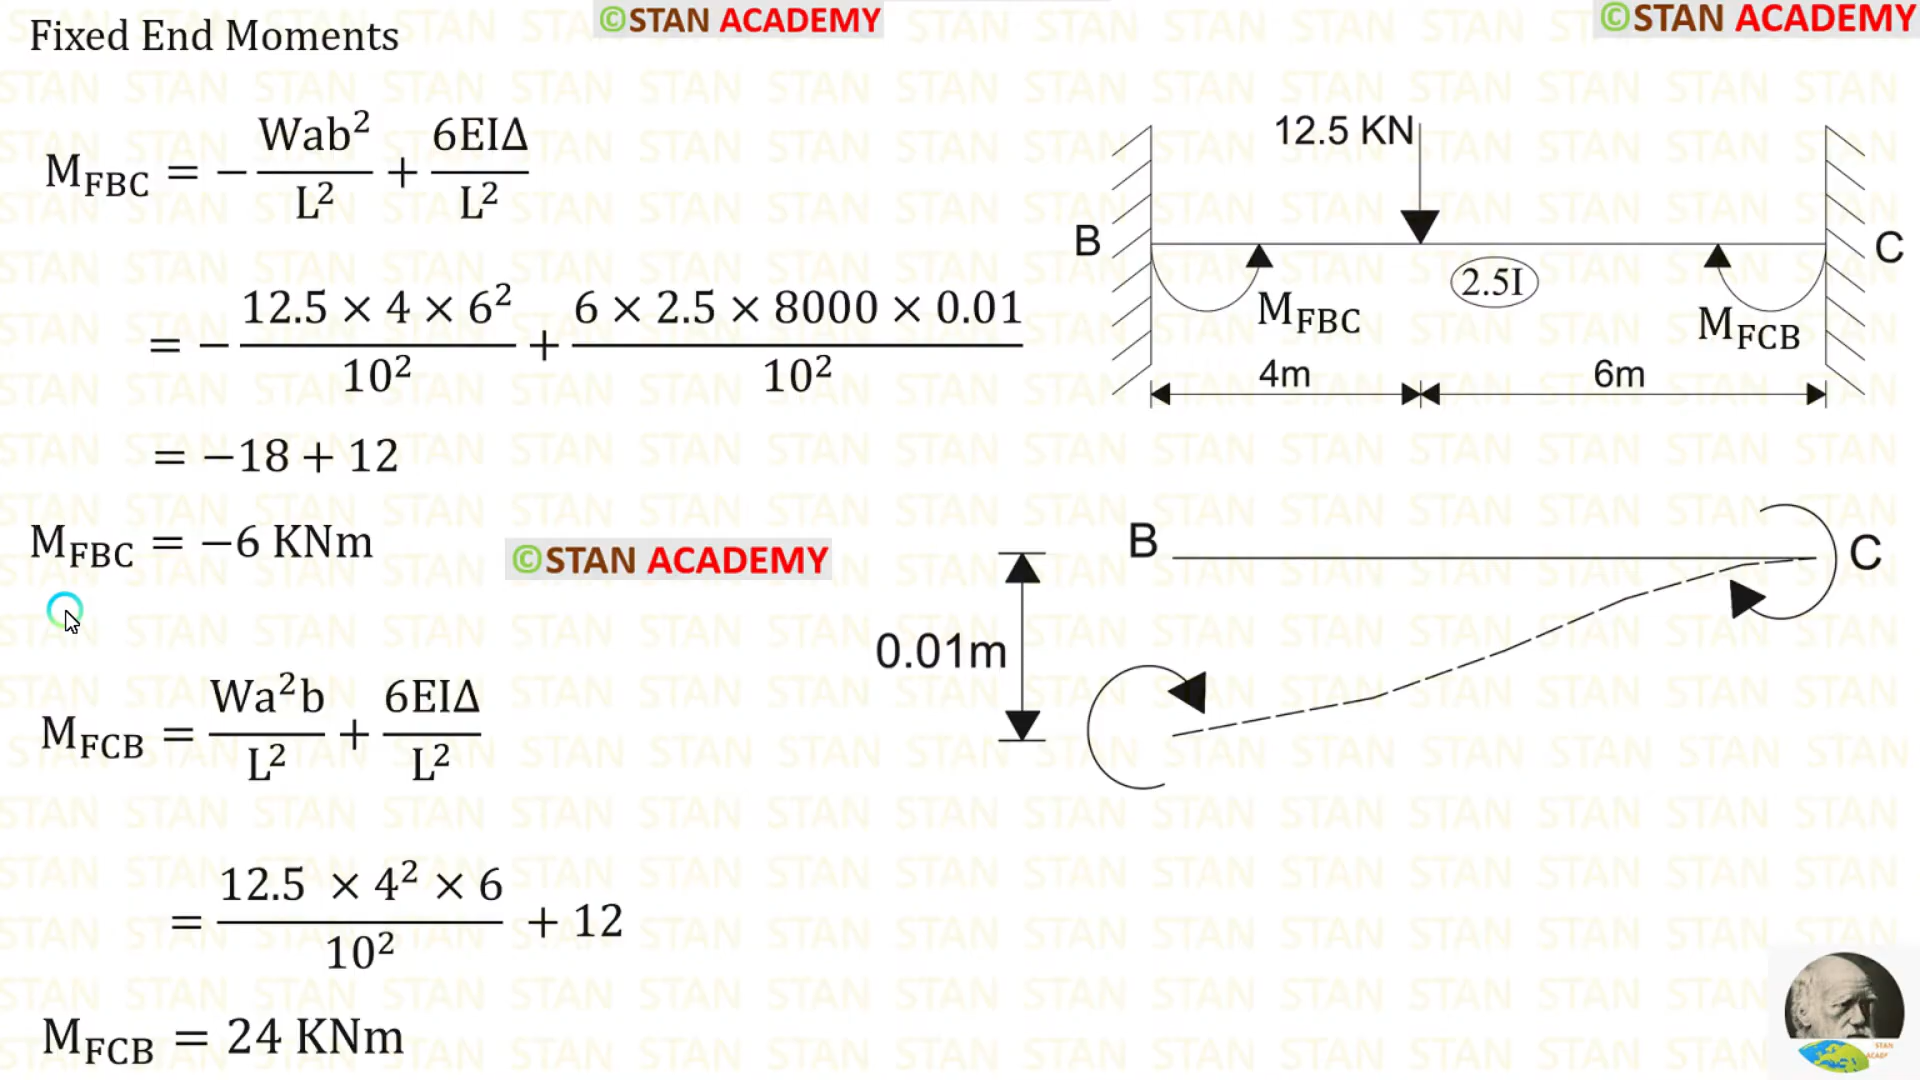 Fixed End Moments
©STAN ACADEMY
©STAN ACADEMY
M_FBC = − Wab²/L² + 6EIΔ/L²
= − 12.5 × 4 × 6²/10² + 6 × 2.5 × 8000 × 0.01/10²
= −18 + 12
M_FBC = −6 KNm
©STAN ACADEMY
M_FCB = Wa²b/L² + 6EIΔ/L²
= 12.5 × 4² × 6/10² + 12
M_FCB = 24 KNm
12.5 KN
B
C
2.5I
M_FBC
M_FCB
4m
6m
B
C
0.01m
STAN